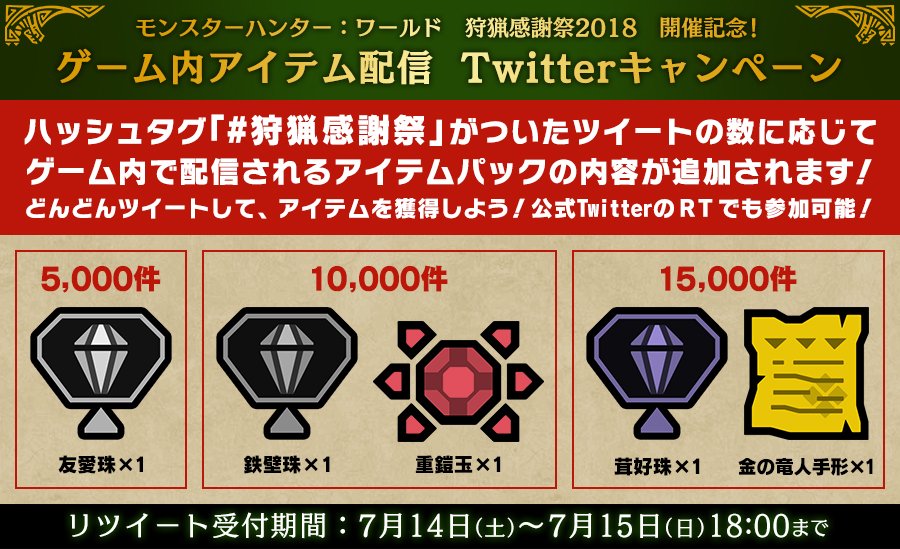 モンスターハンター：ワールド　狩猟感謝祭2018　開催記念！
ゲーム内アイテム配信　Twitterキャンペーン
ハッシュタグ「#狩猟感謝祭」がついたツイートの数に応じて
ゲーム内で配信されるアイテムパックの内容が追加されます！
どんどんツイートして、アイテムを獲得しよう！公式TwitterのＲＴでも参加可能！
5,000件
友愛珠×1
10,000件
鉄壁珠×1
重鎧玉×1
15,000件
茸好珠×1
金の竜人手形×1
リツイート受付期間：7月14日(土)～7月15日(日)18:00まで